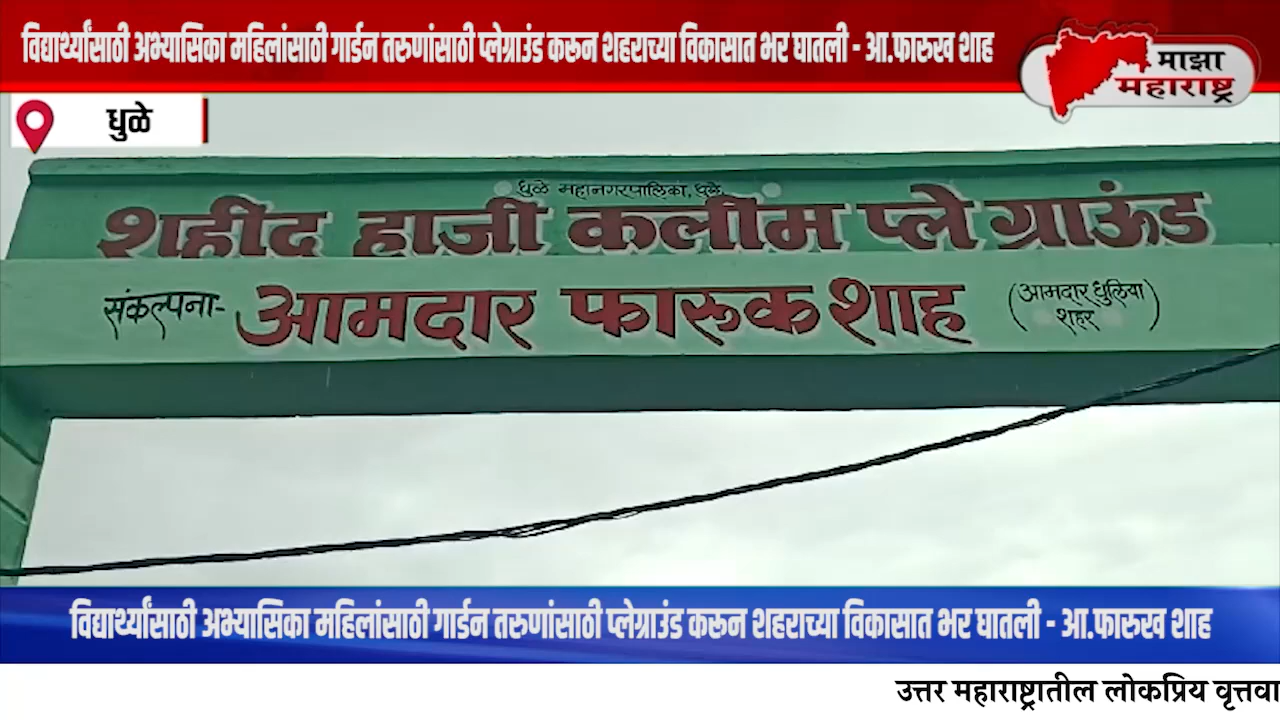 विद्यार्थ्यांसाठी अभ्यासिका महिलांसाठी गार्डन तरुणांसाठी प्लेग्राउंड करून शहराच्या विकासात भर घातली - आ.फारुख शाह
माझा
महाराष्ट्र
धुळे
धुळे महानगरपालिका, धुळे.
शहीद हाजी कलीम प्ले ग्राऊंड
संकल्पना- आमदार फारूक शाह (आमदार धुलिया शहर)
विद्यार्थ्यांसाठी अभ्यासिका महिलांसाठी गार्डन तरुणांसाठी प्लेग्राउंड करून शहराच्या विकासात भर घातली - आ.फारुख शाह
उत्तर महाराष्ट्रातील लोकप्रिय वृत्तवा